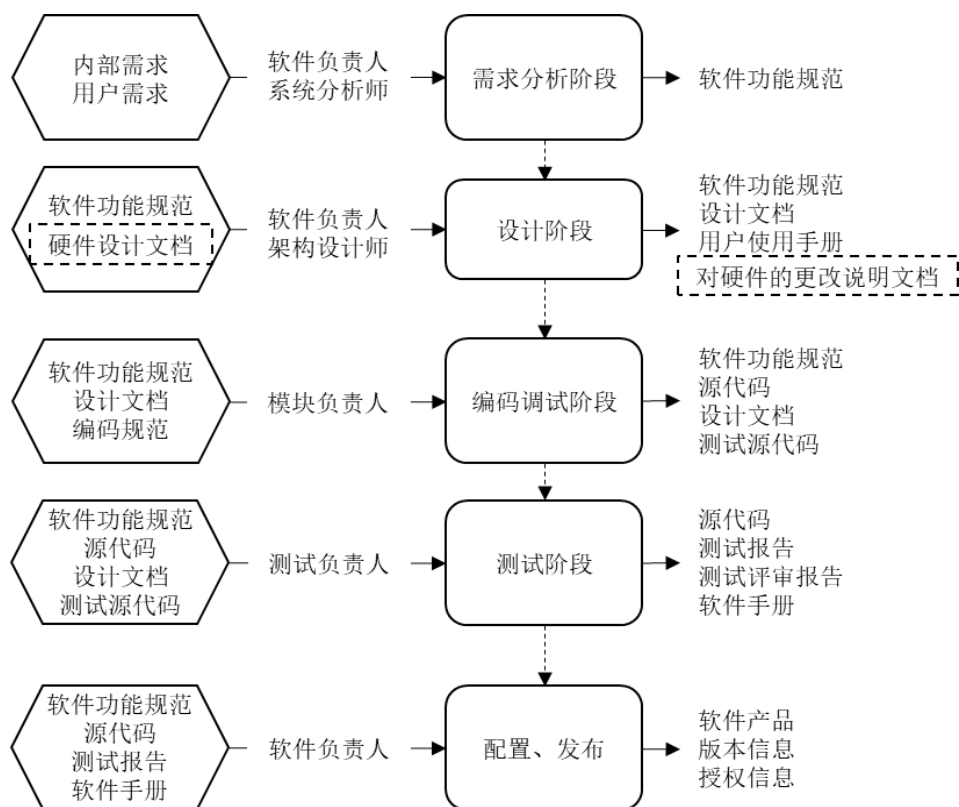 内部需求
用户需求
软件负责人
系统分析师
需求分析阶段
软件功能规范
软件功能规范
硬件设计文档
软件负责人
架构设计师
设计阶段
软件功能规范
设计文档
用户使用手册
对硬件的更改说明文档
软件功能规范
设计文档
编码规范
模块负责人
编码调试阶段
软件功能规范
源代码
设计文档
测试源代码
软件功能规范
源代码
设计文档
测试源代码
测试负责人
测试阶段
源代码
测试报告
测试评审报告
软件手册
软件功能规范
源代码
测试报告
软件手册
软件负责人
配置、发布
软件产品
版本信息
授权信息